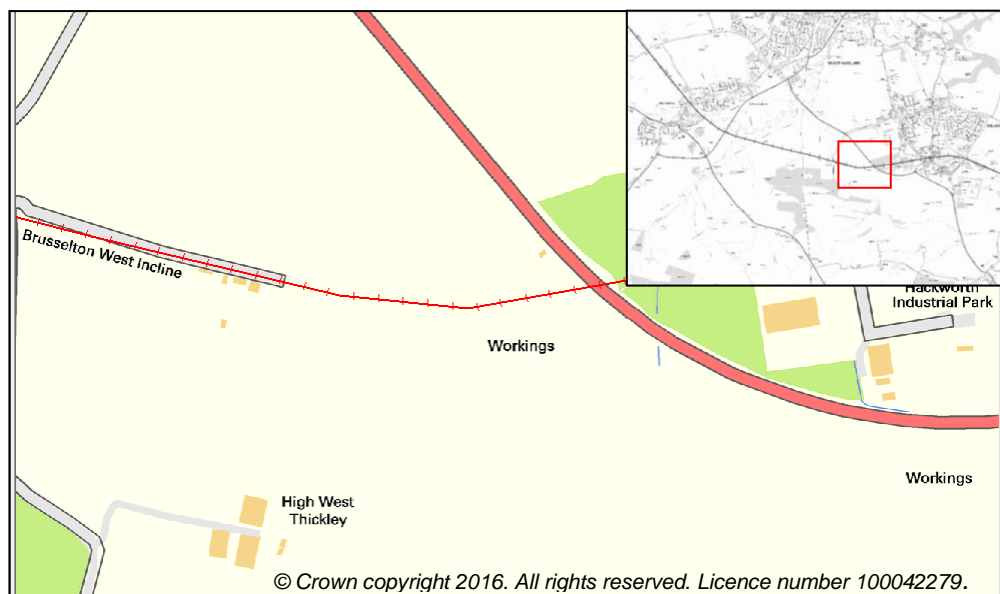 Brusselton West Incline
Hackworth
Industrial Park
Workings
Workings
High West
Thickley
© Crown copyright 2016. All rights reserved. Licence number 100042279.